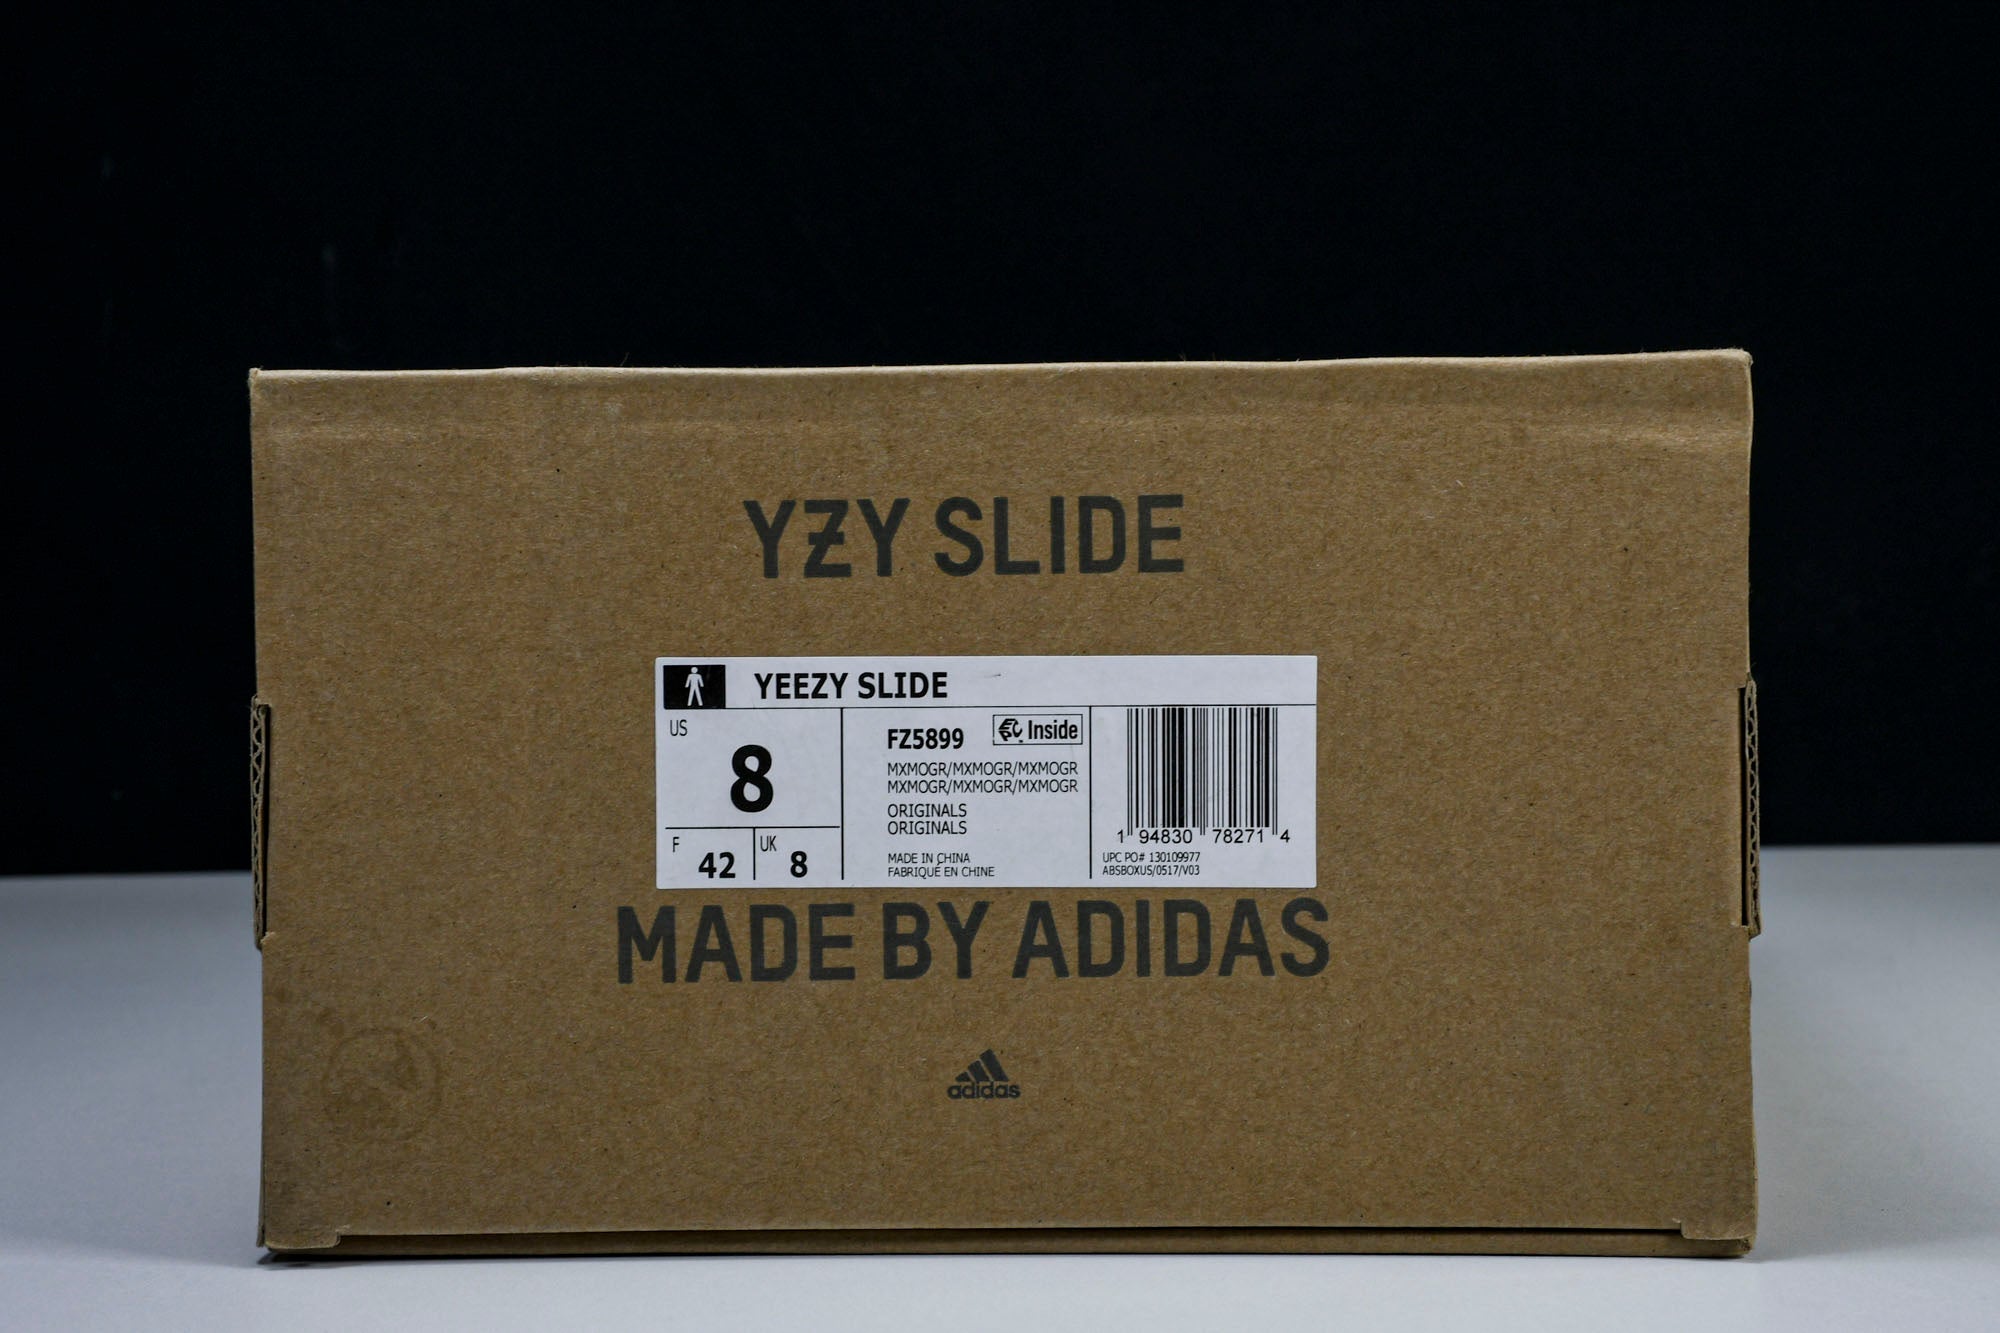 YZY SLIDE
YEEZY SLIDE
US
8
F 42
UK 8
FZ5899
EPC Inside
MXMOGR/MXMOGR/MXMOGR
MXMOGR/MXMOGR/MXMOGR
ORIGINALS
ORIGINALS
MADE IN CHINA
FABRIQUÉ EN CHINE
1 94830 78271 4
UPC PO# 130109977
ABSBOXUS/0517/V03
MADE BY ADIDAS
adidas